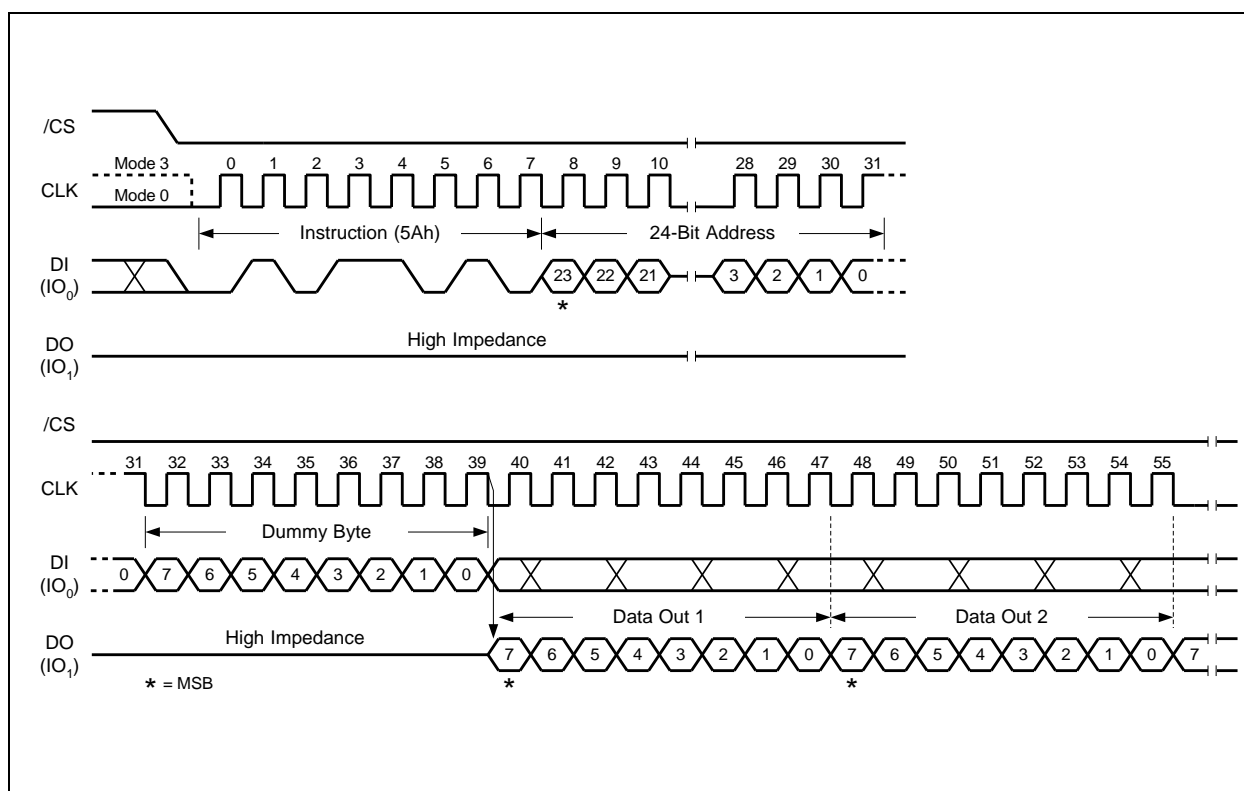 /CS
Mode 3 0 1 2 3 4 5 6 7 8 9 10 28 29 30 31
CLK Mode 0
Instruction (5Ah) 24-Bit Address
DI
(IO0) 23 22 21 3 2 1 0
*
High Impedance
DO
(IO1)
/CS
31 32 33 34 35 36 37 38 39 40 41 42 43 44 45 46 47 48 49 50 51 52 53 54 55
CLK
Dummy Byte
DI
(IO0) 0 7 6 5 4 3 2 1 0
Data Out 1 Data Out 2
High Impedance
DO
(IO1) 7 6 5 4 3 2 1 0 7 6 5 4 3 2 1 0 7
* = MSB * *